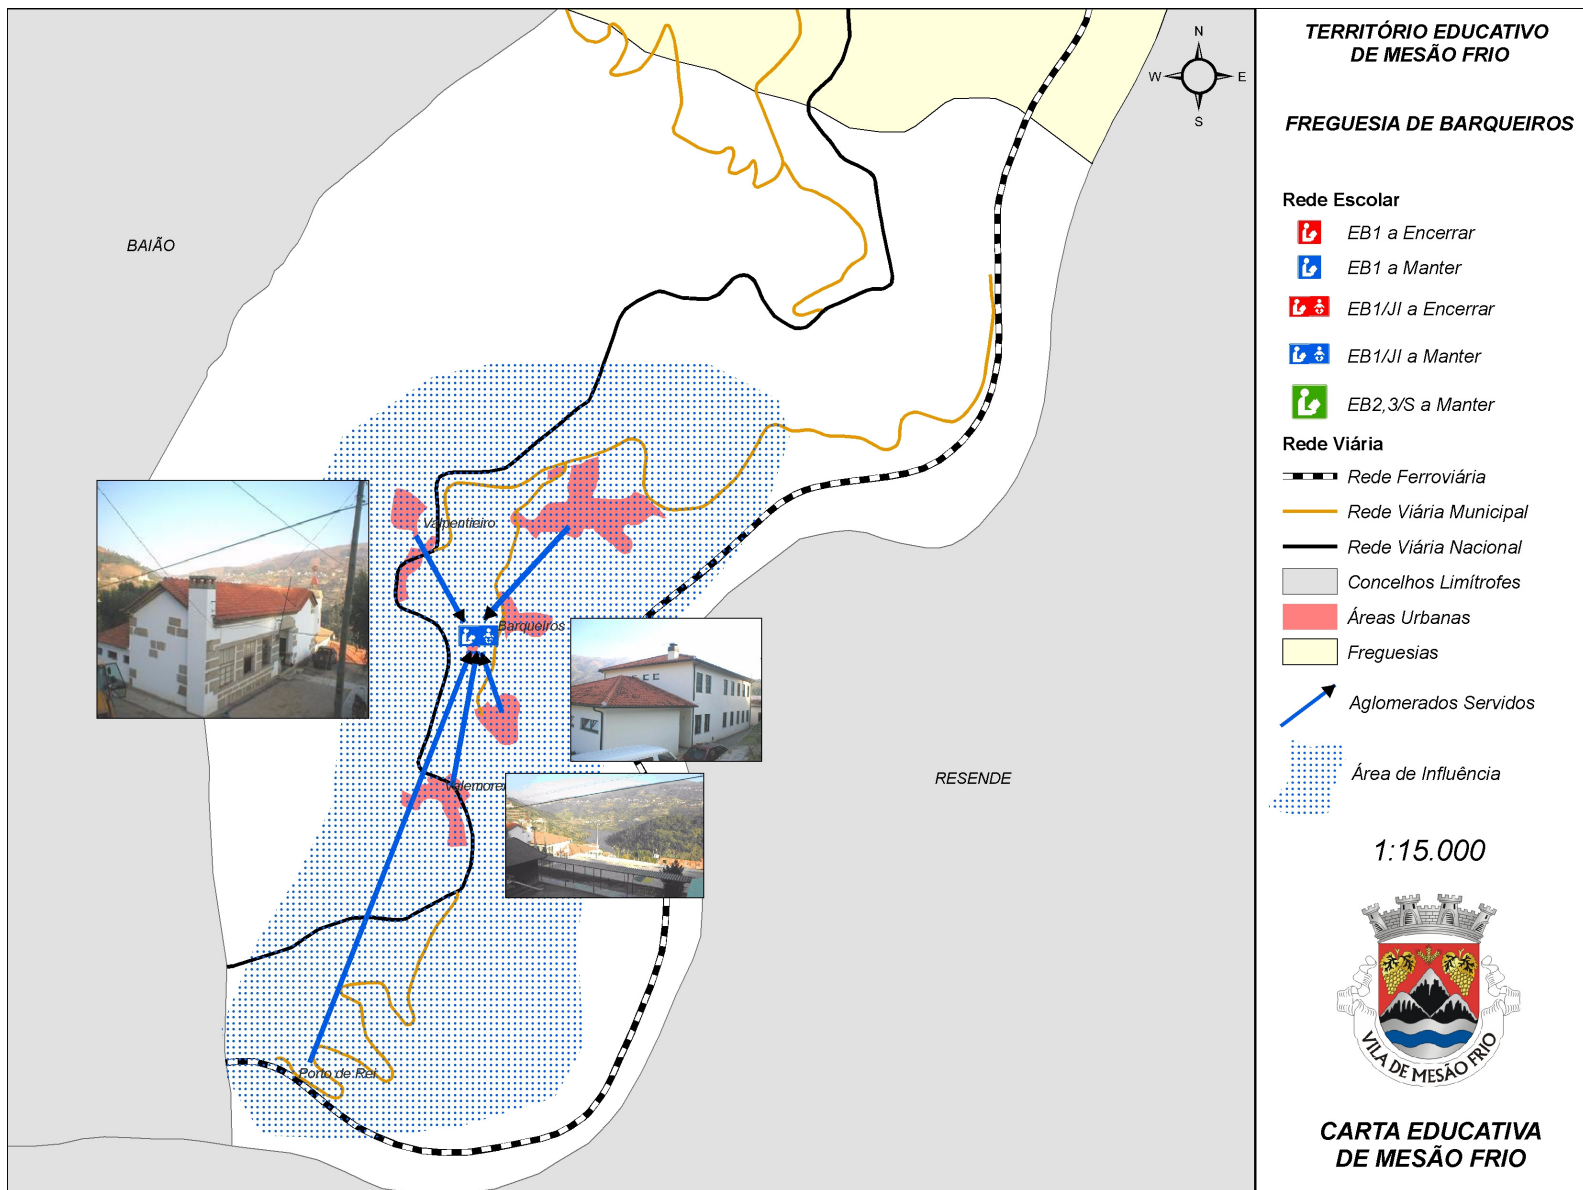 TERRITÓRIO EDUCATIVO
DE MESÃO FRIO
FREGUESIA DE BARQUEIROS
N
W
E
S
BAIÃO
RESENDE
Valpentieiro
Barqueiros
Porto de Rei
Rede Escolar
EB1 a Encerrar
EB1 a Manter
EB1/JI a Encerrar
EB1/JI a Manter
EB2,3/S a Manter
Rede Viária
Rede Ferroviária
Rede Viária Municipal
Rede Viária Nacional
Concelhos Limítrofes
Áreas Urbanas
Freguesias
Aglomerados Servidos
Área de Influência
1:15.000
VILA DE MESÃO FRIO
CARTA EDUCATIVA
DE MESÃO FRIO